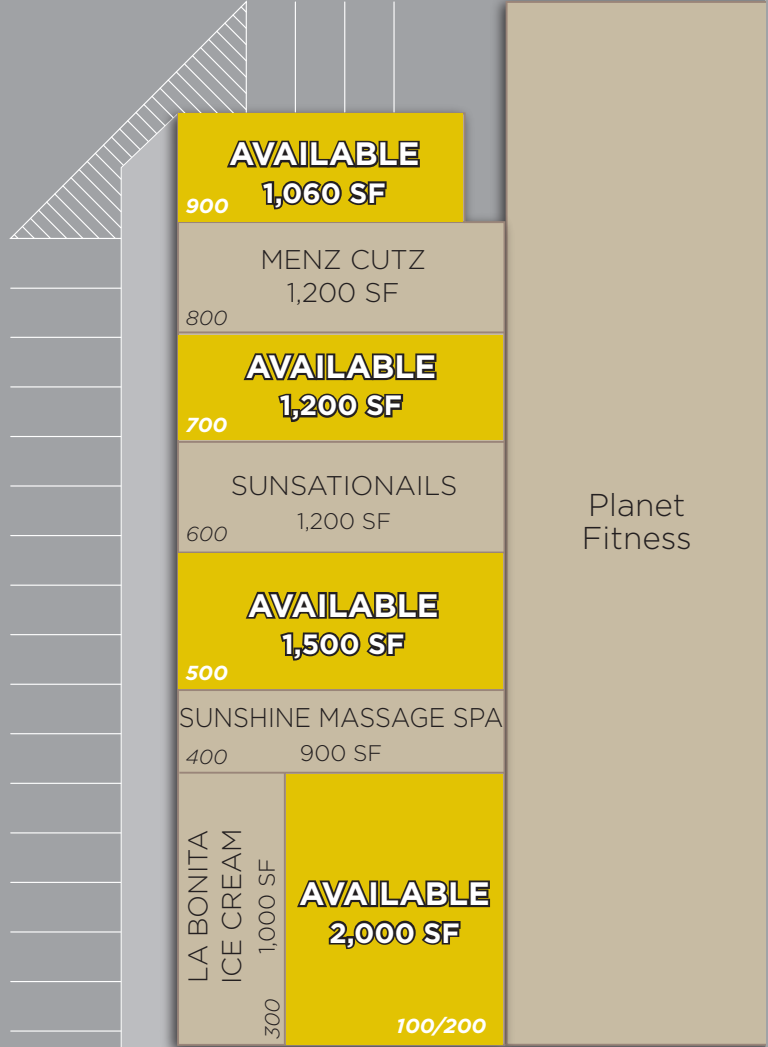 AVAILABLE
1,060 SF
900
MENZ CUTZ
1,200 SF
800
AVAILABLE
1,200 SF
700
SUNSATIONAILS
1,200 SF
600
AVAILABLE
1,500 SF
500
SUNSHINE MASSAGE SPA
900 SF
400
LA BONITA
ICE CREAM
1,000 SF
300
AVAILABLE
2,000 SF
100/200
Planet
Fitness